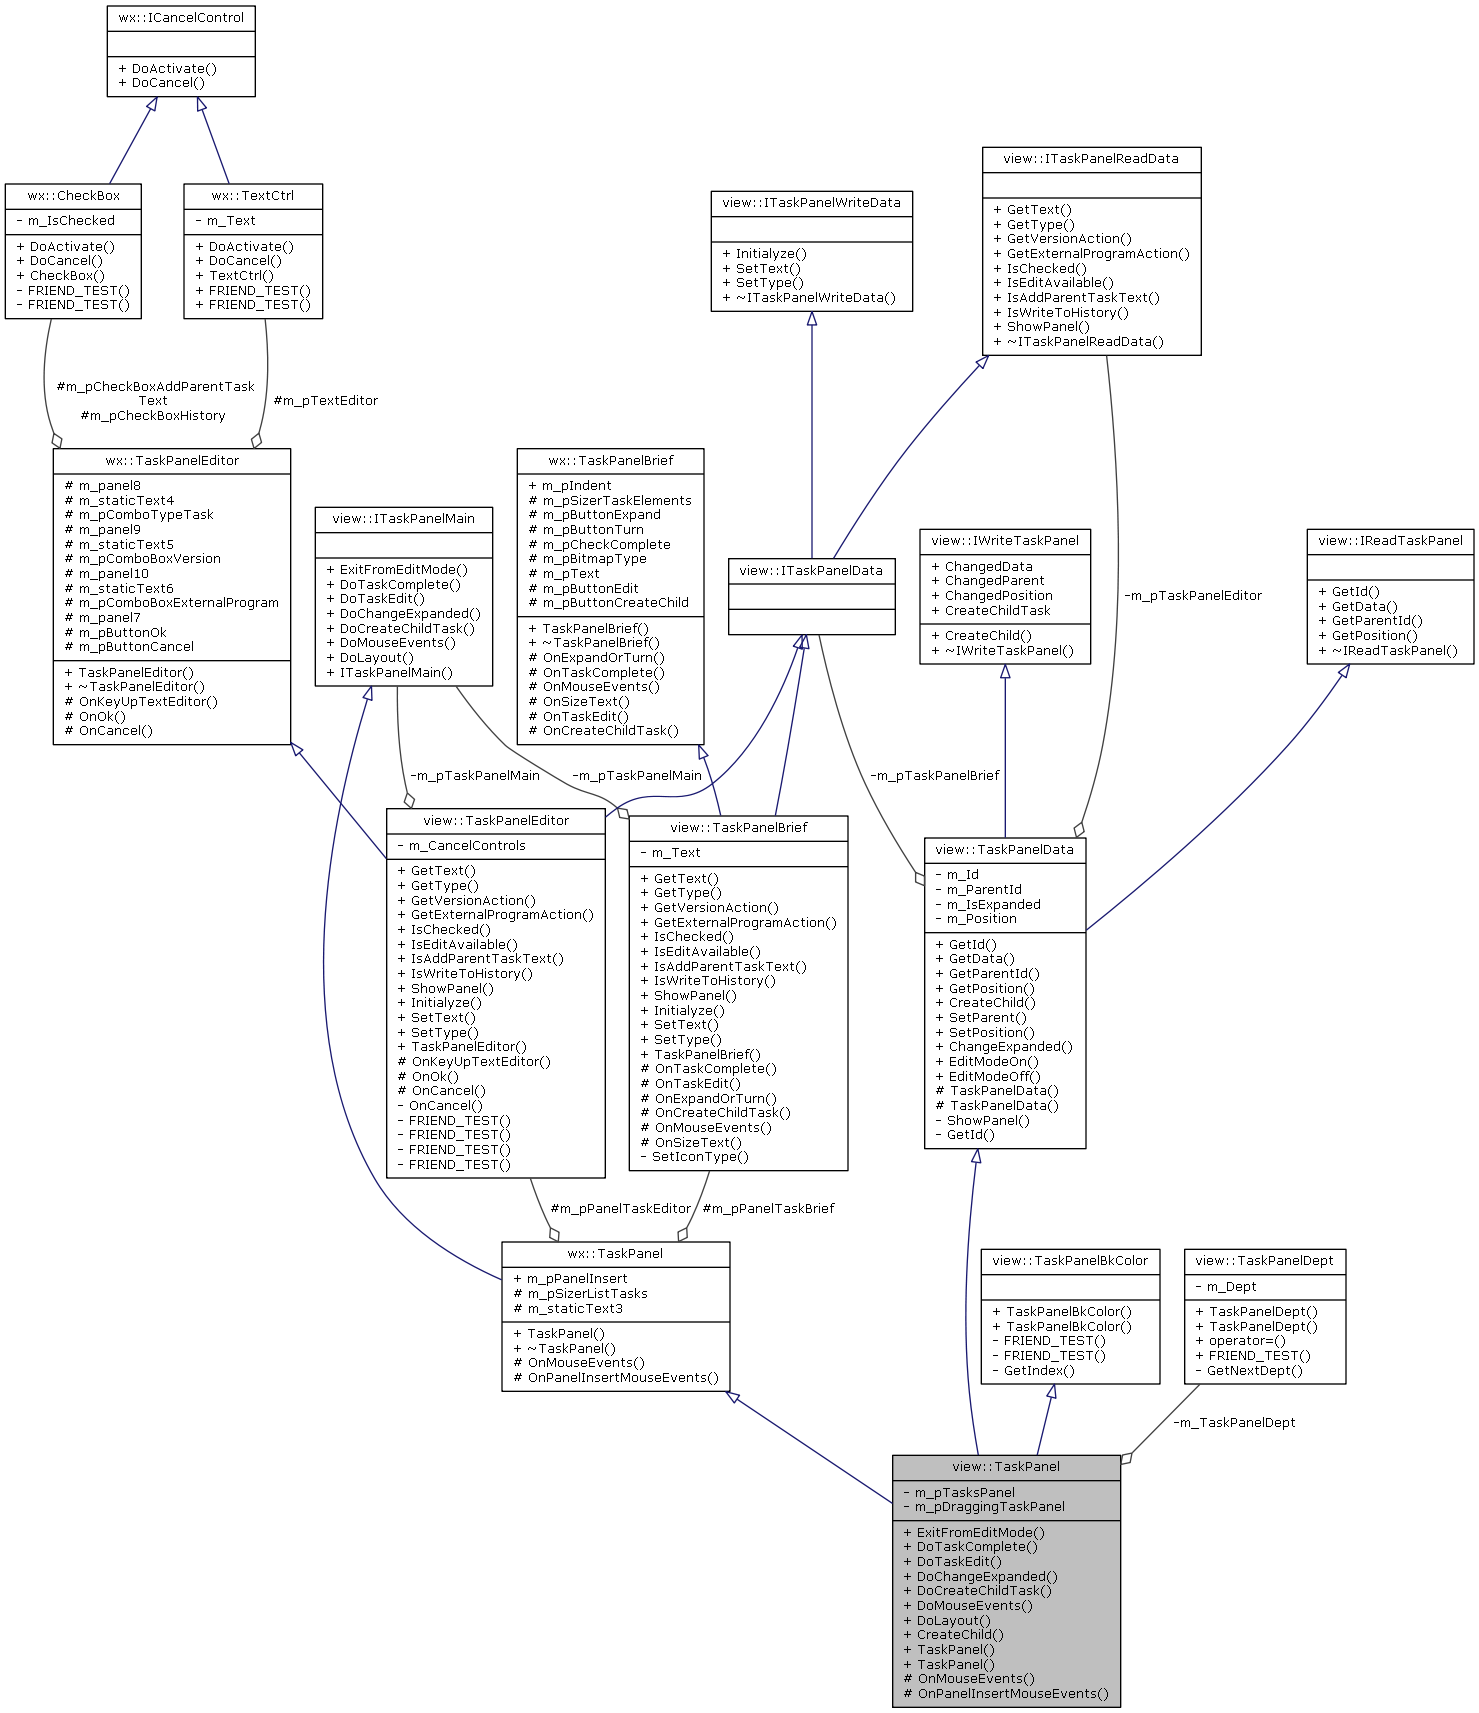 wx::ICancelControl
+ DoActivate()
+ DoCancel()
wx::CheckBox
- m_IsChecked
+ DoActivate()
+ DoCancel()
+ CheckBox()
- FRIEND_TEST()
- FRIEND_TEST()
wx::TextCtrl
- m_Text
+ DoActivate()
+ DoCancel()
+ TextCtrl()
+ FRIEND_TEST()
+ FRIEND_TEST()
view::ITaskPanelWriteData
+ Initialyze()
+ SetText()
+ SetType()
+ ~ITaskPanelWriteData()
view::ITaskPanelReadData
+ GetText()
+ GetType()
+ GetVersionAction()
+ GetExternalProgramAction()
+ IsChecked()
+ IsEditAvailable()
+ IsAddParentTaskText()
+ IsWriteToHistory()
+ ShowPanel()
+ ~ITaskPanelReadData()
#m_pCheckBoxAddParentTask
Text
#m_pCheckBoxHistory
#m_pTextEditor
wx::TaskPanelEditor
# m_panel8
# m_staticText4
# m_pComboTypeTask
# m_panel9
# m_staticText5
# m_pComboBoxVersion
# m_panel10
# m_staticText6
# m_pComboBoxExternalProgram
# m_panel7
# m_pButtonOk
# m_pButtonCancel
+ TaskPanelEditor()
+ ~TaskPanelEditor()
# OnKeyUpTextEditor()
# OnOk()
# OnCancel()
view::ITaskPanelMain
+ ExitFromEditMode()
+ DoTaskComplete()
+ DoTaskEdit()
+ DoChangeExpanded()
+ DoCreateChildTask()
+ DoMouseEvents()
+ DoLayout()
+ ITaskPanelMain()
wx::TaskPanelBrief
+ m_pIndent
# m_pSizerTaskElements
# m_pButtonExpand
# m_pButtonTurn
# m_pCheckComplete
# m_pBitmapType
# m_pText
# m_pButtonEdit
# m_pButtonCreateChild
+ TaskPanelBrief()
+ ~TaskPanelBrief()
# OnExpandOrTurn()
# OnTaskComplete()
# OnMouseEvents()
# OnSizeText()
# OnTaskEdit()
# OnCreateChildTask()
view::ITaskPanelData
view::IWriteTaskPanel
+ ChangedData
+ ChangedParent
+ ChangedPosition
+ CreateChildTask
+ CreateChild()
+ ~IWriteTaskPanel()
-m_pTaskPanelEditor
view::IReadTaskPanel
+ GetId()
+ GetData()
+ GetParentId()
+ GetPosition()
+ ~IReadTaskPanel()
-m_pTaskPanelMain
-m_pTaskPanelMain
-m_pTaskPanelBrief
view::TaskPanelEditor
- m_CancelControls
+ GetText()
+ GetType()
+ GetVersionAction()
+ GetExternalProgramAction()
+ IsChecked()
+ IsEditAvailable()
+ IsAddParentTaskText()
+ IsWriteToHistory()
+ ShowPanel()
+ Initialyze()
+ SetText()
+ SetType()
+ TaskPanelEditor()
# OnKeyUpTextEditor()
# OnOk()
# OnCancel()
- OnCancel()
- FRIEND_TEST()
- FRIEND_TEST()
- FRIEND_TEST()
- FRIEND_TEST()
view::TaskPanelBrief
- m_Text
+ GetText()
+ GetType()
+ GetVersionAction()
+ GetExternalProgramAction()
+ IsChecked()
+ IsEditAvailable()
+ IsAddParentTaskText()
+ IsWriteToHistory()
+ ShowPanel()
+ Initialyze()
+ SetText()
+ SetType()
+ TaskPanelBrief()
# OnTaskComplete()
# OnTaskEdit()
# OnExpandOrTurn()
# OnCreateChildTask()
# OnMouseEvents()
# OnSizeText()
- SetIconType()
view::TaskPanelData
- m_Id
- m_ParentId
- m_IsExpanded
- m_Position
+ GetId()
+ GetData()
+ GetParentId()
+ GetPosition()
+ CreateChild()
+ SetParent()
+ SetPosition()
+ ChangeExpanded()
+ EditModeOn()
+ EditModeOff()
# TaskPanelData()
# TaskPanelData()
- ShowPanel()
- GetId()
#m_pPanelTaskEditor
#m_pPanelTaskBrief
wx::TaskPanel
+ m_pPanelInsert
# m_pSizerListTasks
# m_staticText3
+ TaskPanel()
+ ~TaskPanel()
# OnMouseEvents()
# OnPanelInsertMouseEvents()
view::TaskPanelBkColor
+ TaskPanelBkColor()
+ TaskPanelBkColor()
- FRIEND_TEST()
- FRIEND_TEST()
- GetIndex()
view::TaskPanelDept
- m_Dept
+ TaskPanelDept()
+ TaskPanelDept()
+ operator=()
+ FRIEND_TEST()
- GetNextDept()
-m_TaskPanelDept
view::TaskPanel
- m_pTasksPanel
- m_pDraggingTaskPanel
+ ExitFromEditMode()
+ DoTaskComplete()
+ DoTaskEdit()
+ DoChangeExpanded()
+ DoCreateChildTask()
+ DoMouseEvents()
+ DoLayout()
+ CreateChild()
+ TaskPanel()
+ TaskPanel()
# OnMouseEvents()
# OnPanelInsertMouseEvents()